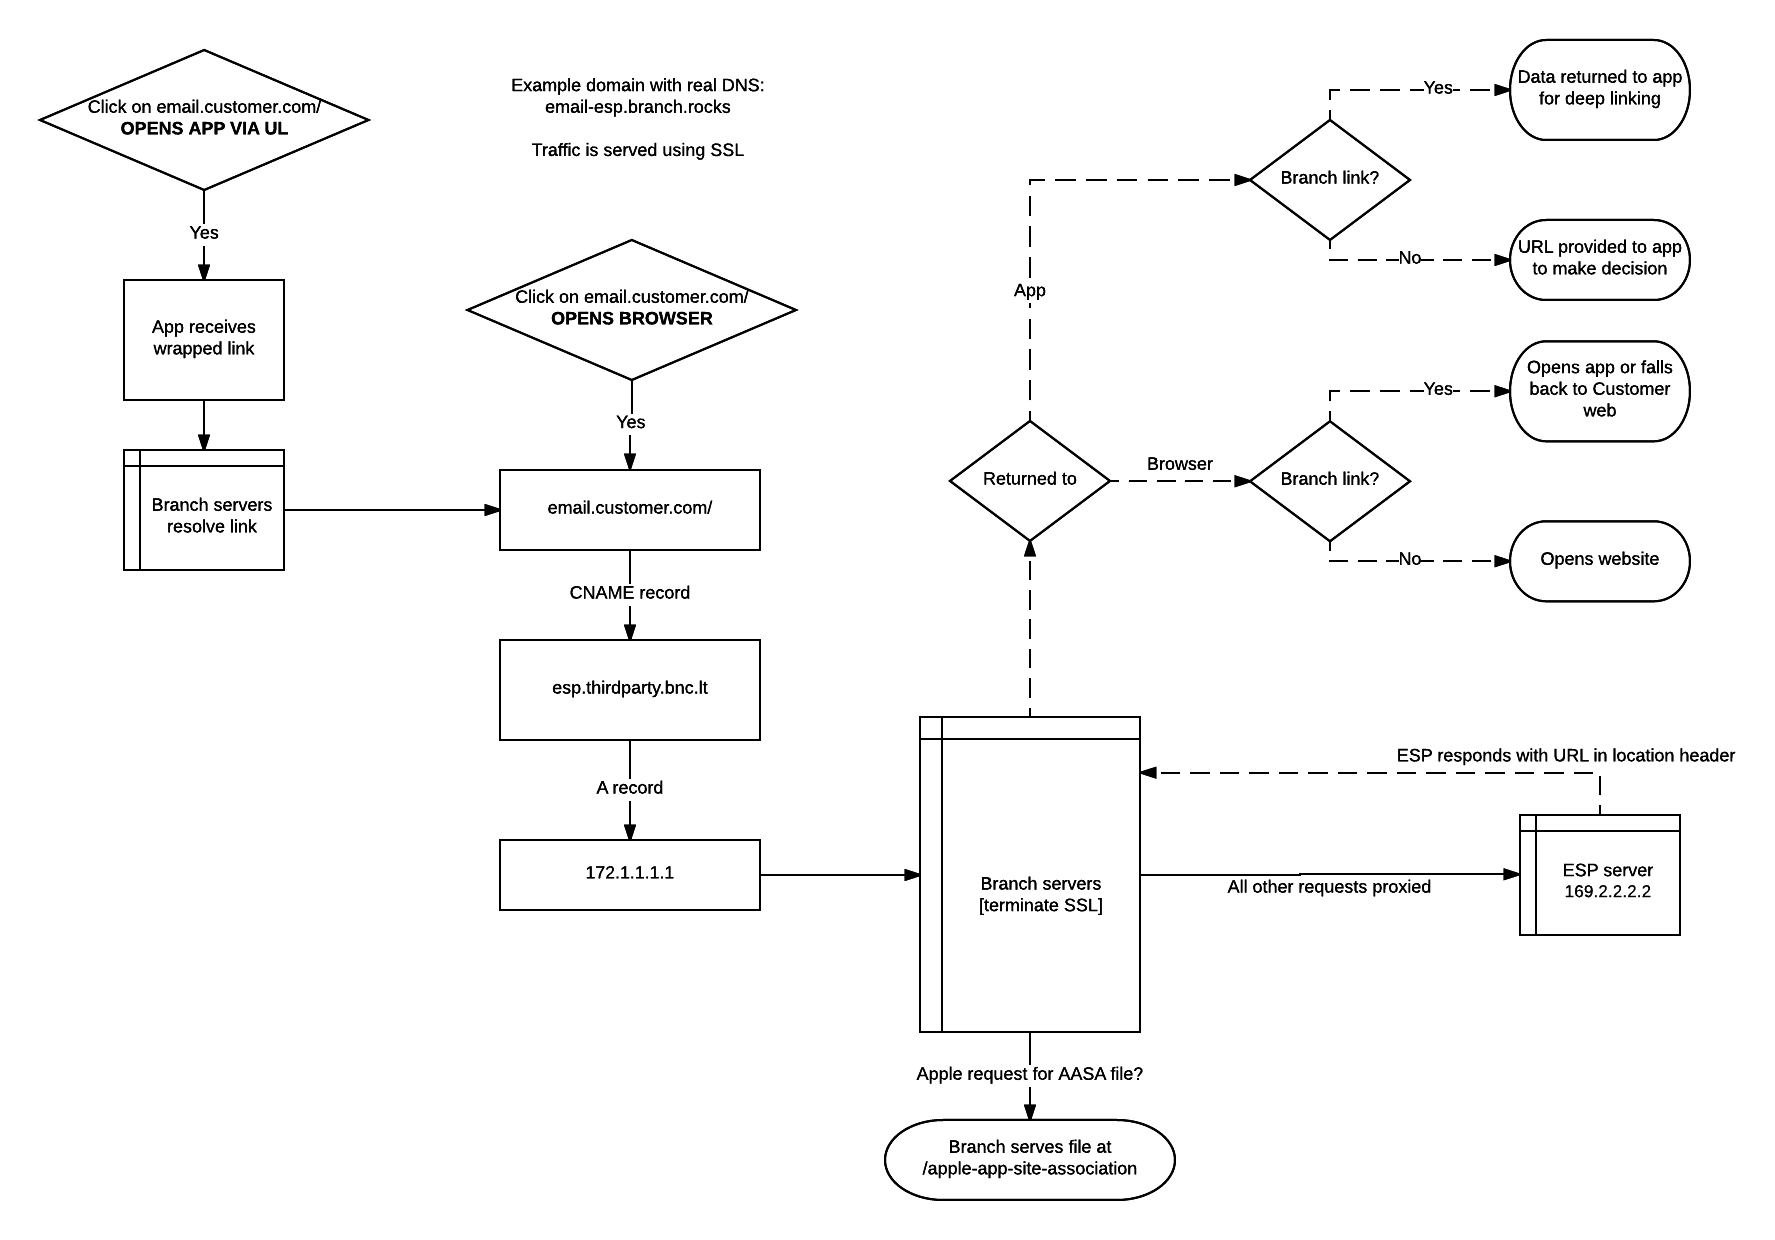 Click on email.customer.com/
OPENS APP VIA UL
Yes
App receives
wrapped link
Branch servers
resolve link
Example domain with real DNS:
email-esp.branch.rocks
Traffic is served using SSL
Click on email.customer.com/
OPENS BROWSER
Yes
email.customer.com/
CNAME record
esp.thirdparty.bnc.lt
A record
172.1.1.1.1
Branch servers
[terminate SSL]
Apple request for AASA file?
Branch serves file at
/apple-app-site-association
All other requests proxied
ESP server
169.2.2.2.2
ESP responds with URL in location header
Returned to
App
Branch link?
Yes
Data returned to app
for deep linking
No
URL provided to app
to make decision
Browser
Branch link?
Yes
Opens app or falls
back to Customer
web
No
Opens website